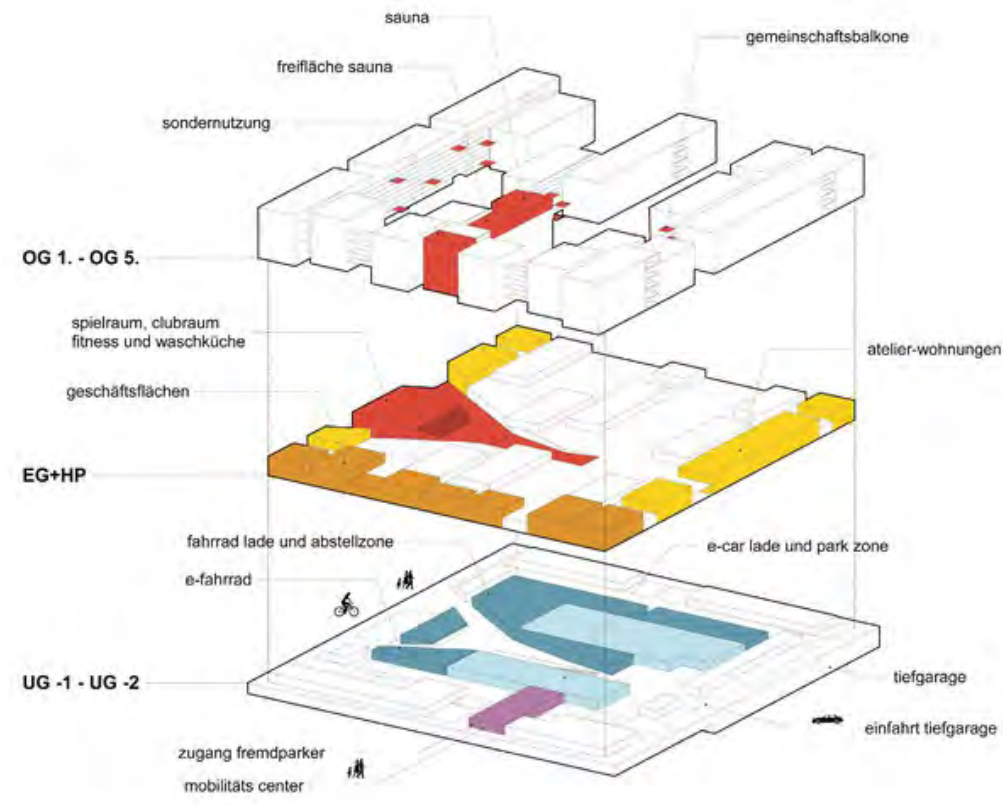 sauna
gemeinschaftsbalkone
freifläche sauna
sondernutzung
OG 1. - OG 5.
spielraum, clubraum
fitness und waschküche
atelier-wohnungen
geschäftsflächen
EG+HP
fahrrad lade und abstellzone
e-car lade und park zone
e-fahrrad
UG -1 - UG -2
tiefgarage
einfahrt tiefgarage
zugang fremdparker
mobilitäts center